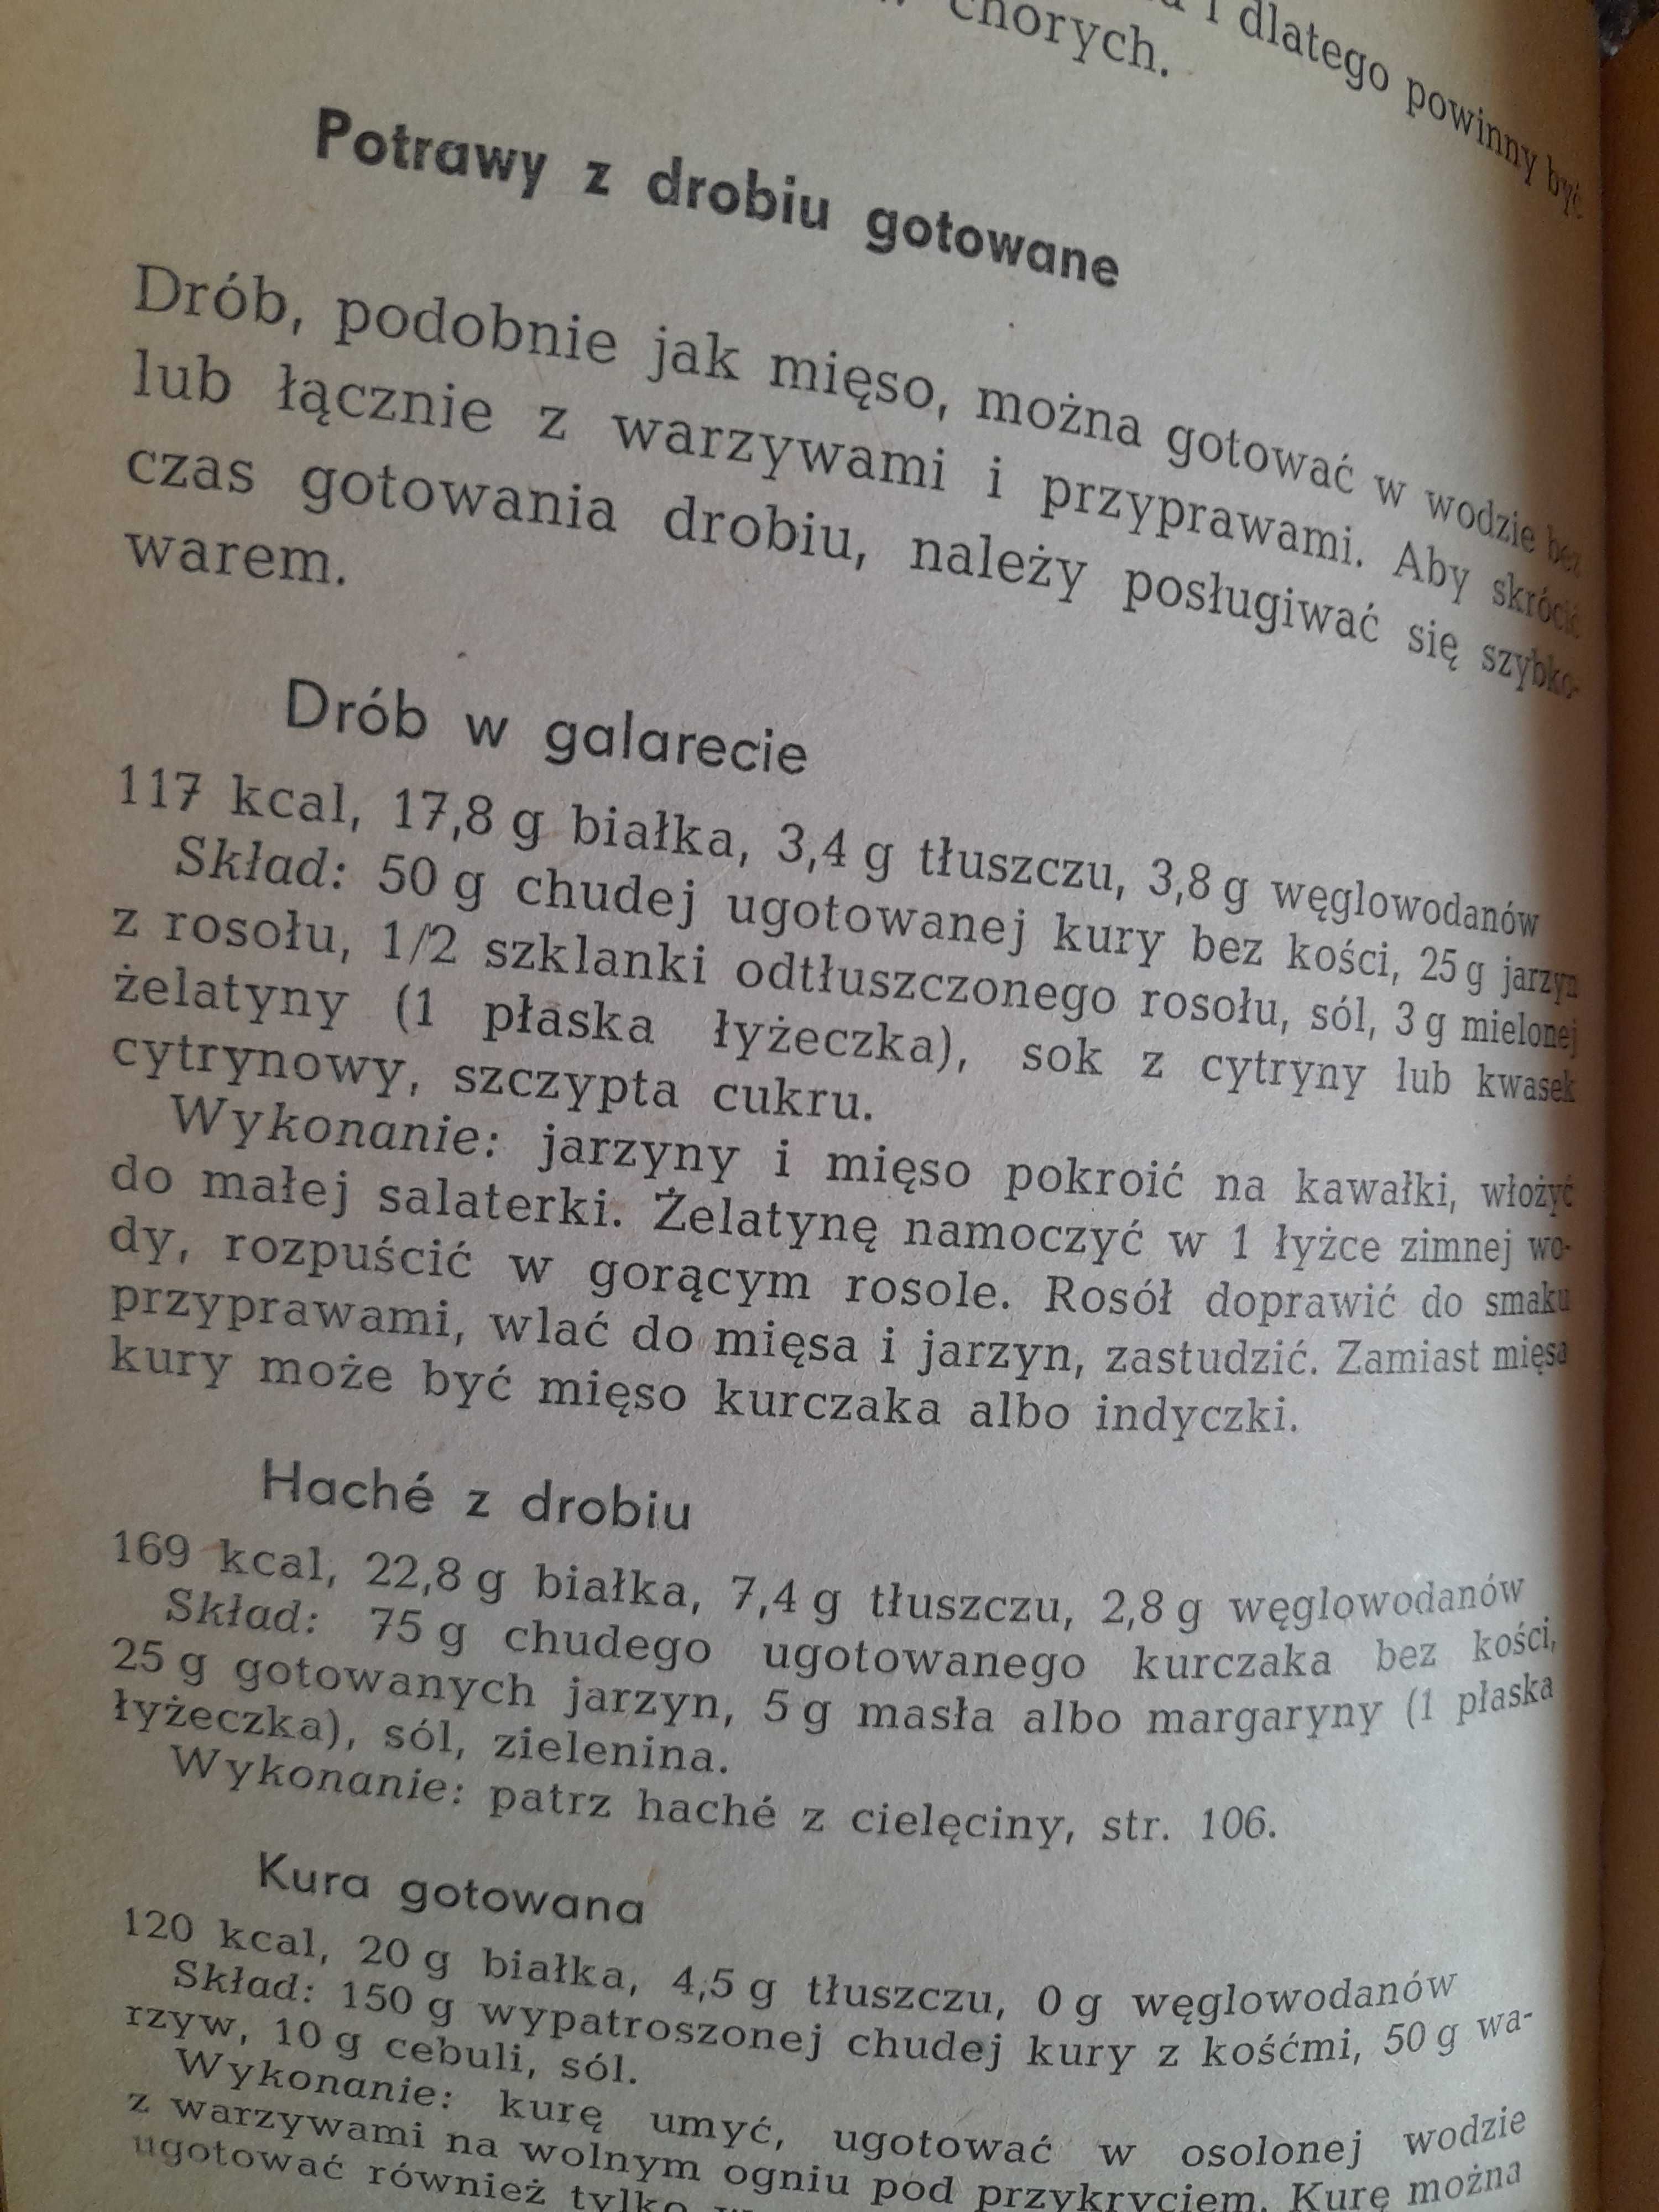 i dlatego powinny być
chorych.
Potrawy z drobiu gotowane
Drób, podobnie jak mięso, można gotować w wodzie bez
lub łącznie z warzywami i przyprawami. Aby skrócić
czas gotowania drobiu, należy posługiwać się szybko-
warem.
Drób w galarecie
117 kcal, 17,8 g białka, 3,4 g tłuszczu, 3,8 g węglowodanów
Skład: 50 g chudej ugotowanej kury bez kości, 25 g jarzyn
z rosołu, 1/2 szklanki odtłuszczonego rosołu, sól, 3 g mielonej
żelatyny (1 płaska łyżeczka), sok z cytryny lub kwasek
cytrynowy, szczypta cukru.
Wykonanie: jarzyny i mięso pokroić na kawałki, włożyć
do małej salaterki. Żelatynę namoczyć w 1 łyżce zimnej wo-
dy, rozpuścić w gorącym rosole. Rosół doprawić do smaku
przyprawami, wlać do mięsa i jarzyn, zastudzić. Zamiast mięsa
kury może być mięso kurczaka albo indyczki.
Haché z drobiu
169 kcal, 22,8 g białka, 7,4 g tłuszczu, 2,8 g węglowodanów
Skład: 75 g chudego ugotowanego kurczaka bez kości,
25 g gotowanych jarzyn, 5 g masła albo margaryny (1 płaska
łyżeczka), sól, zielenina.
Wykonanie: patrz haché z cielęciny, str. 106.
Kura gotowana
120 kcal, 20 g białka, 4,5 g tłuszczu, 0 g węglowodanów
Skład: 150 g wypatroszonej chudej kury z kośćmi, 50 g wa-
rzyw, 10 g cebuli, sól.
Wykonanie: kurę umyć, ugotować w osolonej wodzie
z warzywami na wolnym ogniu pod przykryciem. Kurę można
ugotować również tylko